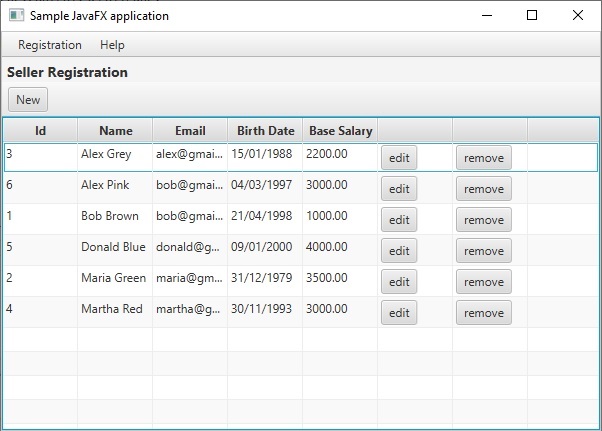 Sample JavaFX application
Registration Help
Seller Registration
New
Id Name Email Birth Date Base Salary
3 Alex Grey alex@gmai... 15/01/1988 2200.00 edit remove
6 Alex Pink bob@gmai... 04/03/1997 3000.00 edit remove
1 Bob Brown bob@gmai... 21/04/1998 1000.00 edit remove
5 Donald Blue donald@g... 09/01/2000 4000.00 edit remove
2 Maria Green maria@gm... 31/12/1979 3500.00 edit remove
4 Martha Red martha@g... 30/11/1993 3000.00 edit remove